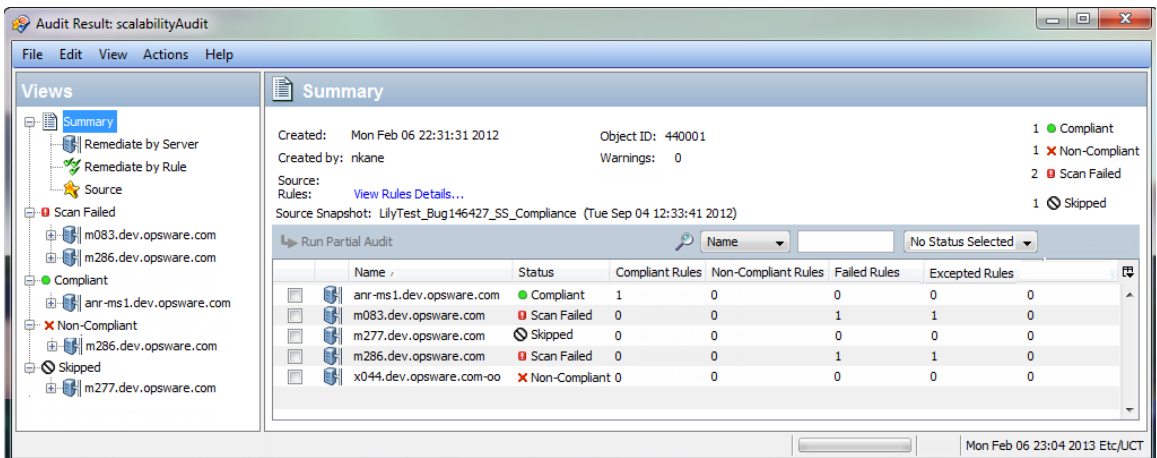 Audit Result: scalabilityAudit
File Edit View Actions Help
Views
Summary
Remediate by Server
Remediate by Rule
Source
Scan Failed
m083.dev.opsware.com
m286.dev.opsware.com
Compliant
anr-ms1.dev.opsware.com
Non-Compliant
m286.dev.opsware.com
Skipped
m277.dev.opsware.com
Summary
Created: Mon Feb 06 22:31:31 2012 Object ID: 440001
Created by: nkane Warnings: 0
Source:
Rules: View Rules Details...
Source Snapshot: LilyTest_Bug146427_SS_Compliance (Tue Sep 04 12:33:41 2012)
1 Compliant
1 Non-Compliant
2 Scan Failed
1 Skipped
Run Partial Audit Name No Status Selected
Name Status Compliant Rules Non-Compliant Rules Failed Rules Excepted Rules
anr-ms1.dev.opsware.com Compliant 1 0 0 0 0
m083.dev.opsware.com Scan Failed 0 0 1 1 0
m277.dev.opsware.com Skipped 0 0 0 0 0
m286.dev.opsware.com Scan Failed 0 0 1 1 0
x044.dev.opsware.com-oo Non-Compliant 0 0 0 0 0
Mon Feb 06 23:04 2013 Etc/UCT